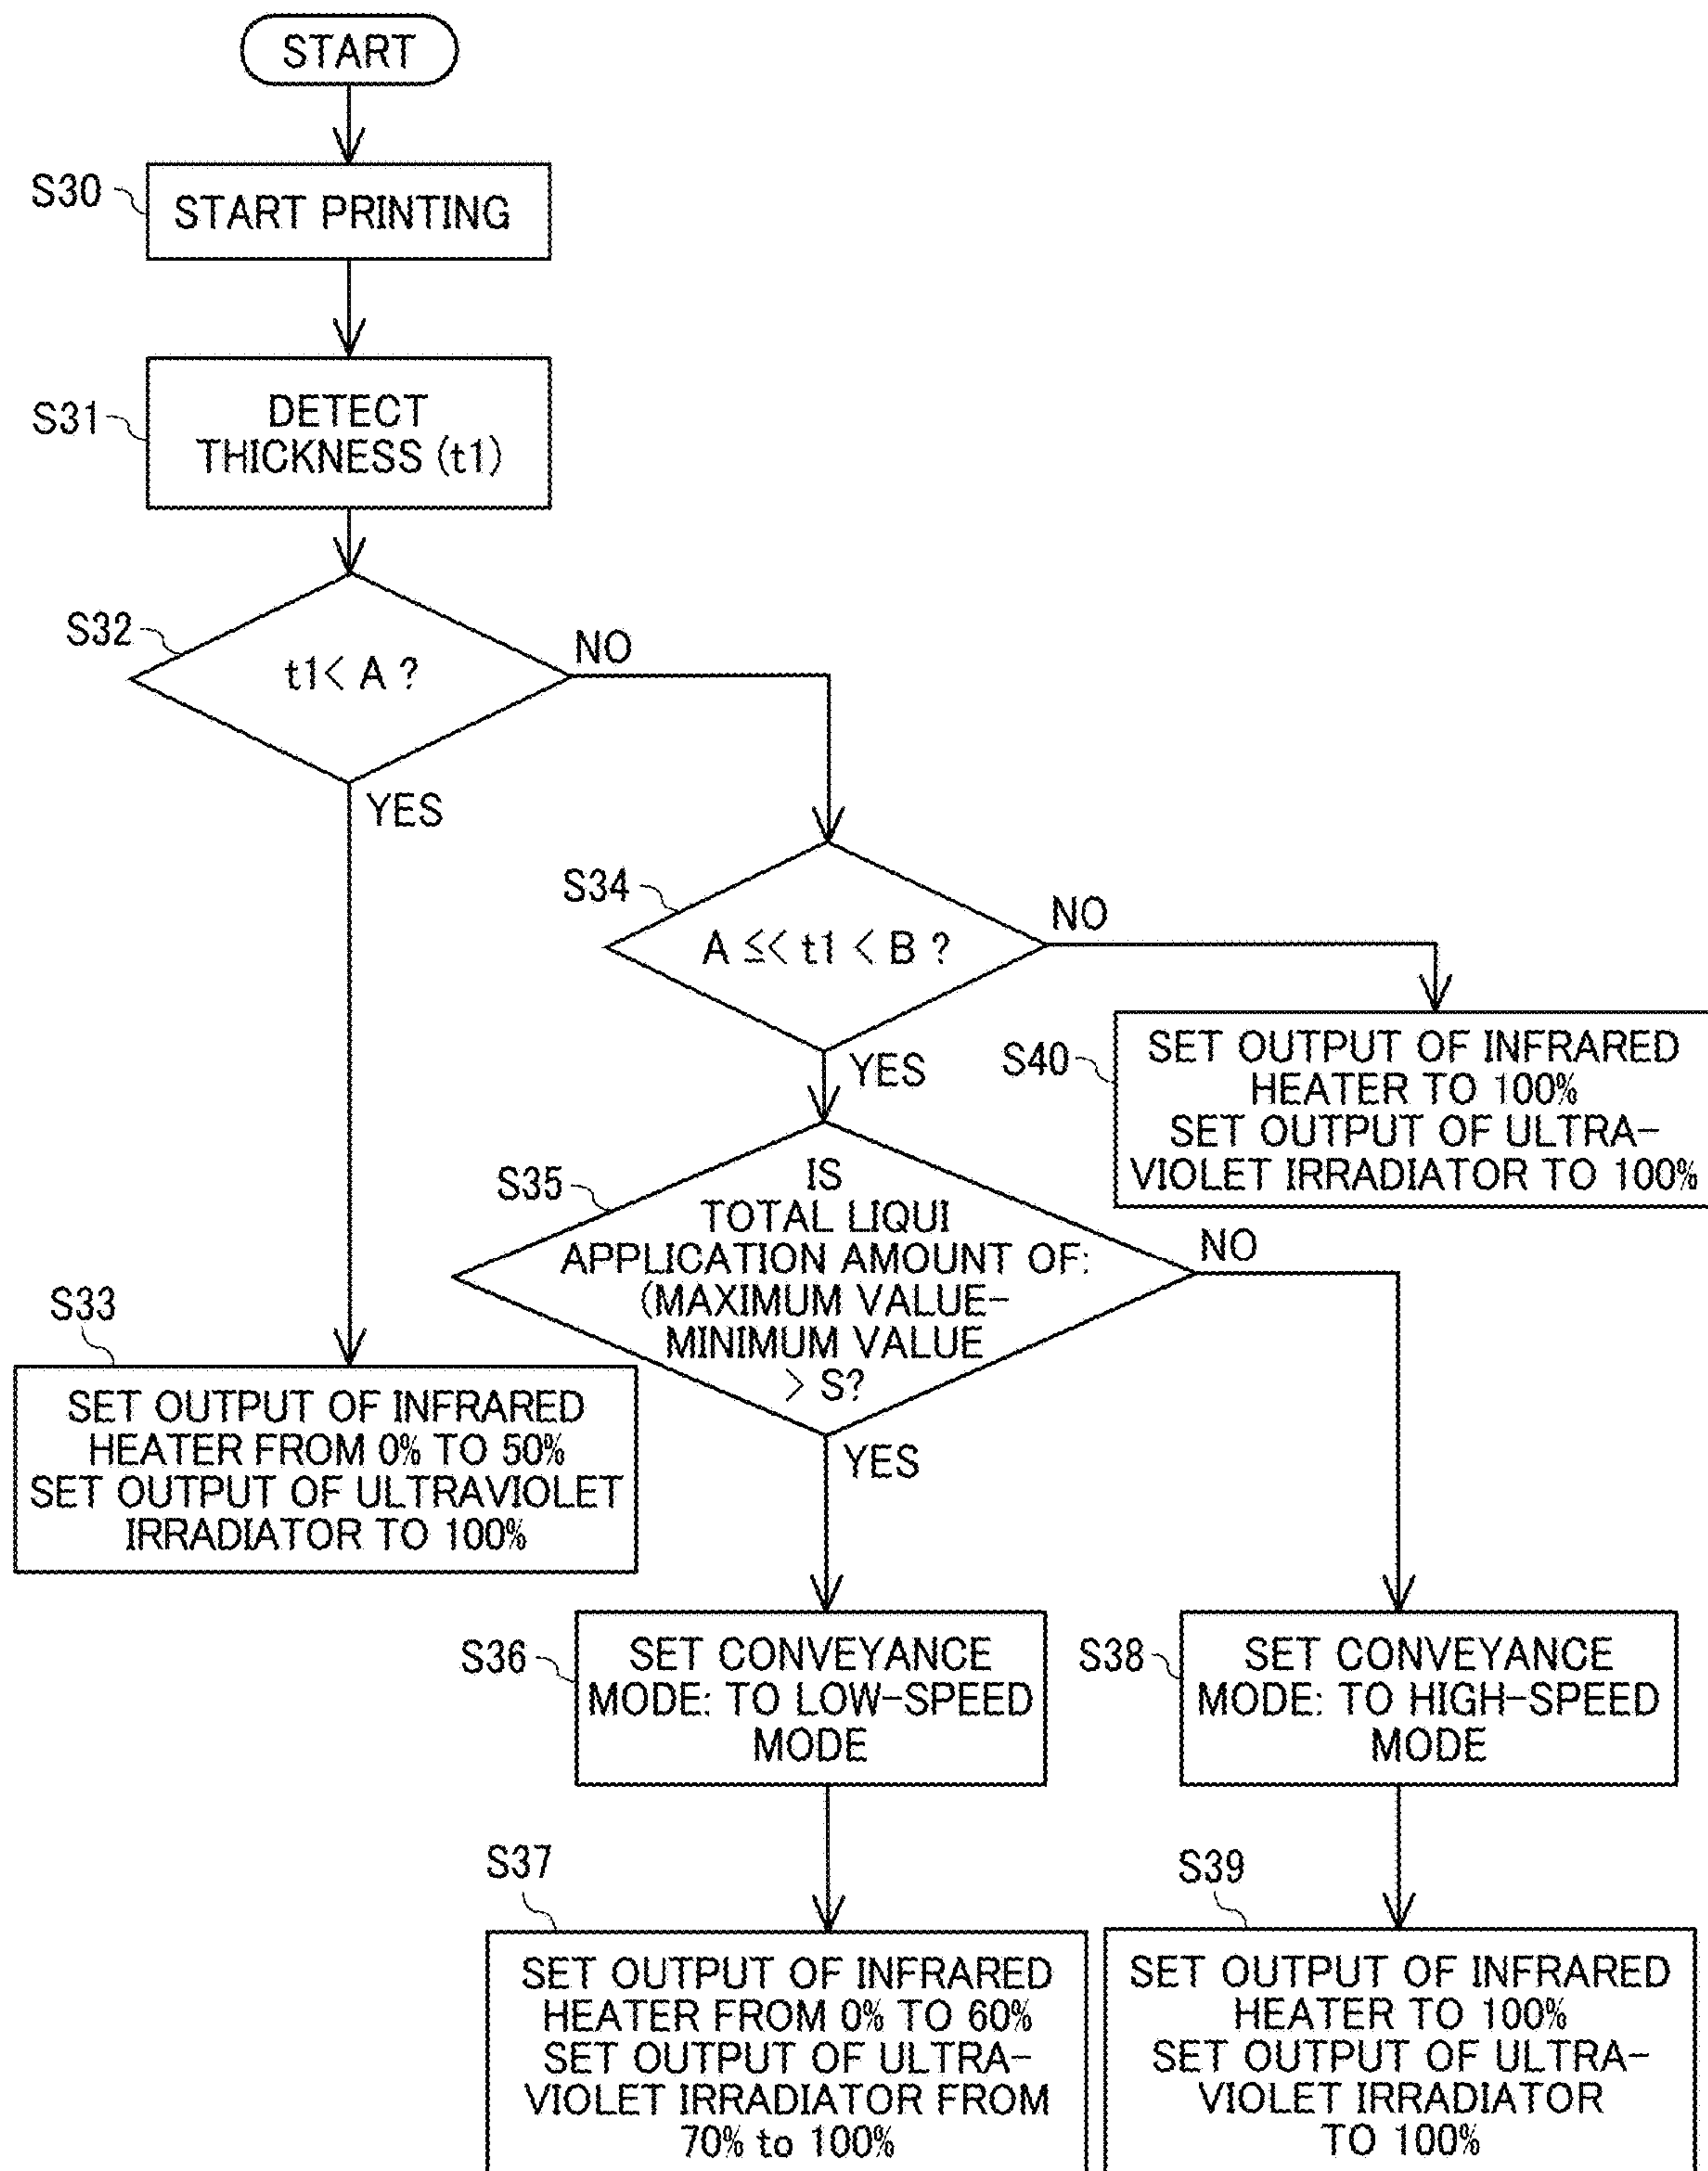 START
S30
START PRINTING
S31
DETECT
THICKNESS (t1)
S32
t1< A ?
NO
YES
S34
A ≦< t1 < B ?
NO
YES
S40
SET OUTPUT OF INFRARED
HEATER TO 100%
SET OUTPUT OF ULTRA-
VIOLET IRRADIATOR TO 100%
S35
IS
TOTAL LIQUI
APPLICATION AMOUNT OF:
(MAXIMUM VALUE-
MINIMUM VALUE
> S?
NO
YES
S33
SET OUTPUT OF INFRARED
HEATER FROM 0% TO 50%
SET OUTPUT OF ULTRAVIOLET
IRRADIATOR TO 100%
S36
SET CONVEYANCE
MODE: TO LOW-SPEED
MODE
S38
SET CONVEYANCE
MODE: TO HIGH-SPEED
MODE
S37
SET OUTPUT OF INFRARED
HEATER FROM 0% TO 60%
SET OUTPUT OF ULTRA-
VIOLET IRRADIATOR FROM
70% to 100%
S39
SET OUTPUT OF INFRARED
HEATER TO 100%
SET OUTPUT OF ULTRA-
VIOLET IRRADIATOR
TO 100%